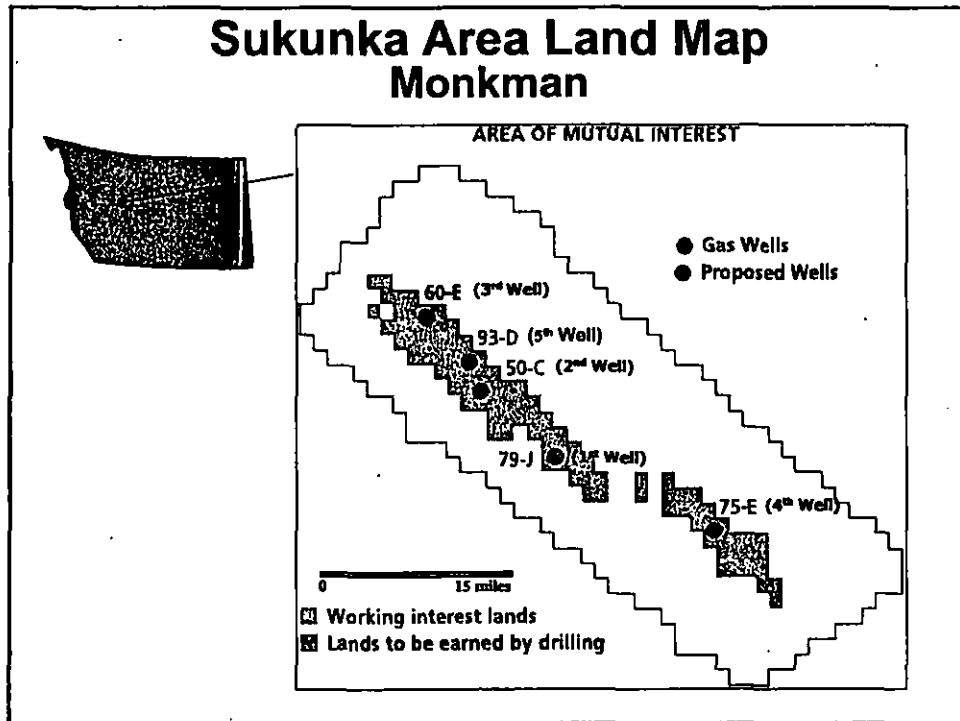 Sukunka Area Land Map
Monkman
AREA OF MUTUAL INTEREST
Gas Wells
Proposed Wells
60-E (3rd Well)
93-D (5th Well)
50-C (2nd Well)
79-J (1st Well)
75-E (4th Well)
0 15 miles
Working interest lands
Lands to be earned by drilling